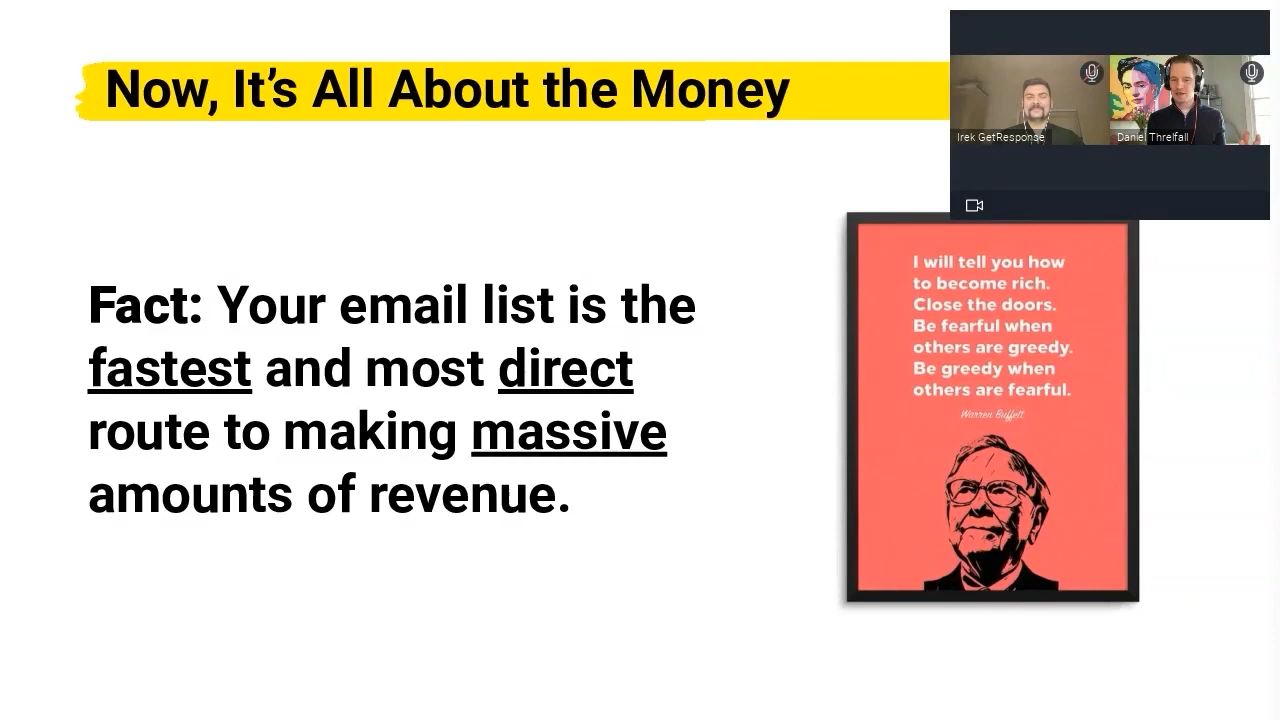 Now, It's All About the Money
Irek GetResponse
Daniel Threlfall
Fact: Your email list is the
fastest and most direct
route to making massive
amounts of revenue.
I will tell you how
to become rich.
Close the doors.
Be fearful when
others are greedy.
Be greedy when
others are fearful.
Warren Buffett